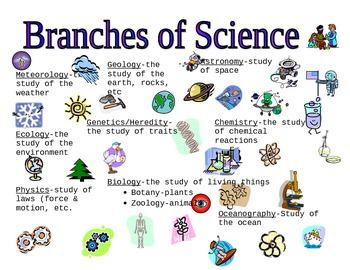 Branches of Science
Meteorology-the
study of the
weather
Geology-the
study of the
earth, rocks,
etc
Astronomy-study
of space
Ecology-the
study of the
environment
Genetics/Heredity-
the study of traits
Chemistry-the study
of chemical
reactions
Physics-study of
laws (force &
motion, etc.
Biology-the study of living things
• Botany-plants
• Zoology-animals
Oceanography-Study of
the ocean